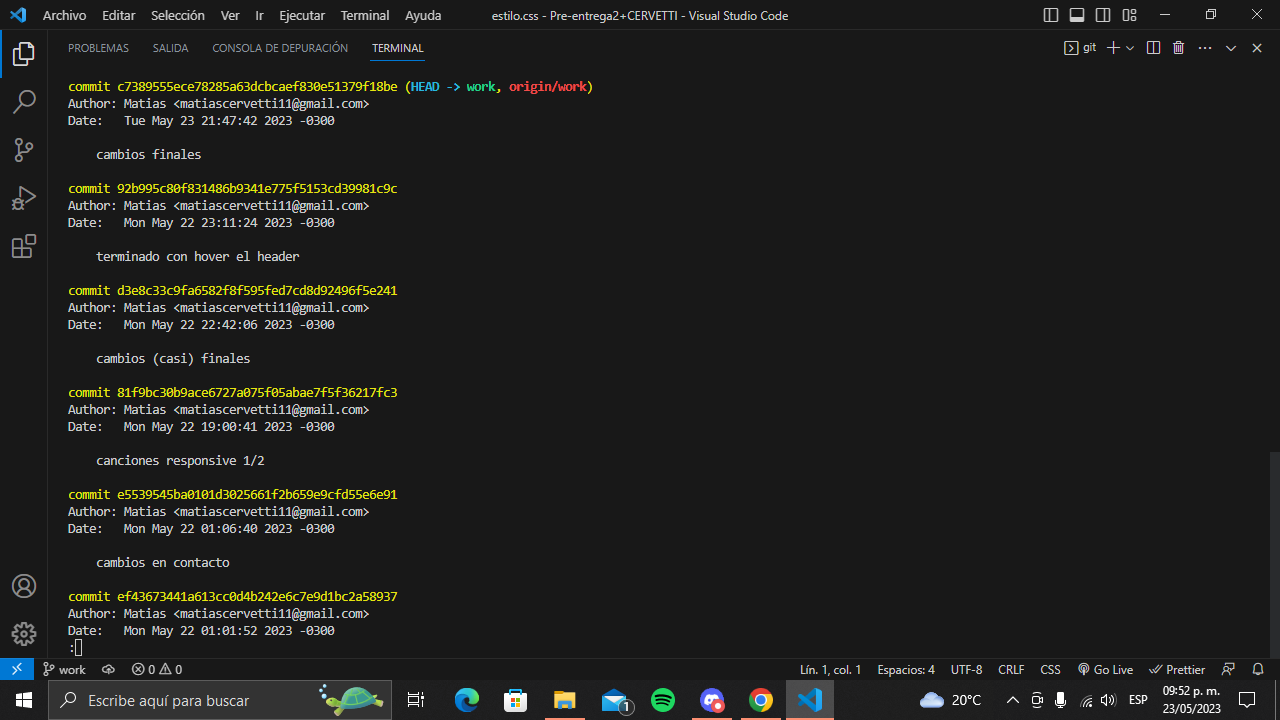 Archivo Editar Selección Ver Ir Ejecutar Terminal Ayuda estilo.css - Pre-entrega2+CERVETTI - Visual Studio Code
PROBLEMAS SALIDA CONSOLA DE DEPURACIÓN TERMINAL git
commit c7389555ece78285a63dcbcaef830e51379f18be (HEAD -> work, origin/work)
Author: Matias <matiascervetti11@gmail.com>
Date:   Tue May 23 21:47:42 2023 -0300
cambios finales
commit 92b995c80f831486b9341e775f5153cd39981c9c
Author: Matias <matiascervetti11@gmail.com>
Date:   Mon May 22 23:11:24 2023 -0300
terminado con hover el header
commit d3e8c33c9fa6582f8f595fed7cd8d92496f5e241
Author: Matias <matiascervetti11@gmail.com>
Date:   Mon May 22 22:42:06 2023 -0300
cambios (casi) finales
commit 81f9bc30b9ace6727a075f05abae7f5f36217fc3
Author: Matias <matiascervetti11@gmail.com>
Date:   Mon May 22 19:00:41 2023 -0300
canciones responsive 1/2
commit e5539545ba0101d3025661f2b659e9cfd55e6e91
Author: Matias <matiascervetti11@gmail.com>
Date:   Mon May 22 01:06:40 2023 -0300
cambios en contacto
commit ef43673441a613cc0d4b242e6c7e9d1bc2a58937
Author: Matias <matiascervetti11@gmail.com>
Date:   Mon May 22 01:01:52 2023 -0300
:
work 0 0 Lín. 1, col. 1 Espacios: 4 UTF-8 CRLF CSS Go Live Prettier
Escribe aquí para buscar 1 20°C ESP 09:52 p. m.
23/05/2023